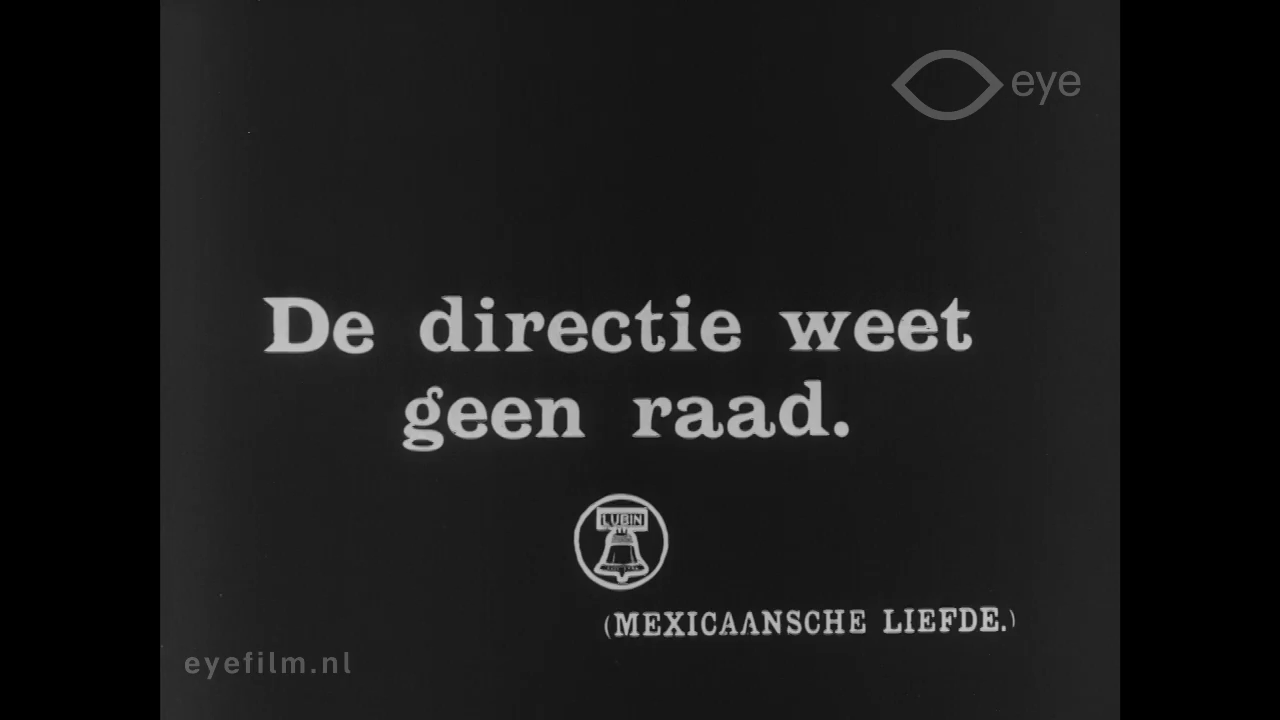 eye
De directie weet
geen raad.
LUBIN
(MEXICAANSCHE LIEFDE.)
eyefilm.nl